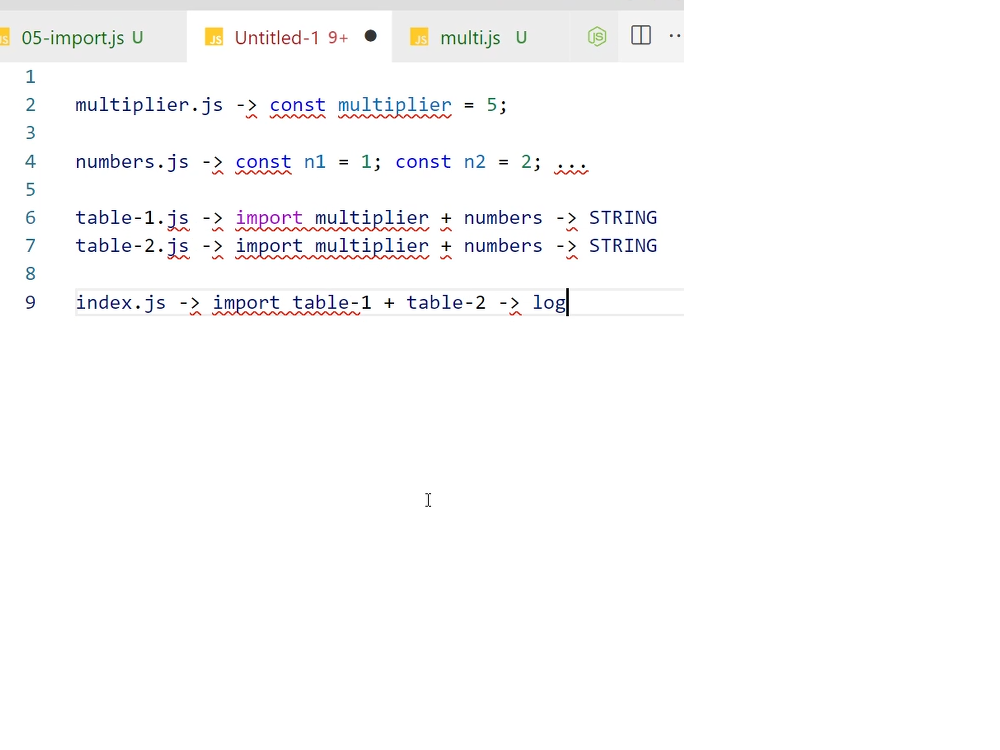 JS 05-import.js U JS Untitled-1 9+ JS multi.js U JS
1
2 multiplier.js -> const multiplier = 5;
3
4 numbers.js -> const n1 = 1; const n2 = 2; ...
5
6 table-1.js -> import multiplier + numbers -> STRING
7 table-2.js -> import multiplier + numbers -> STRING
8
9 index.js -> import table-1 + table-2 -> log